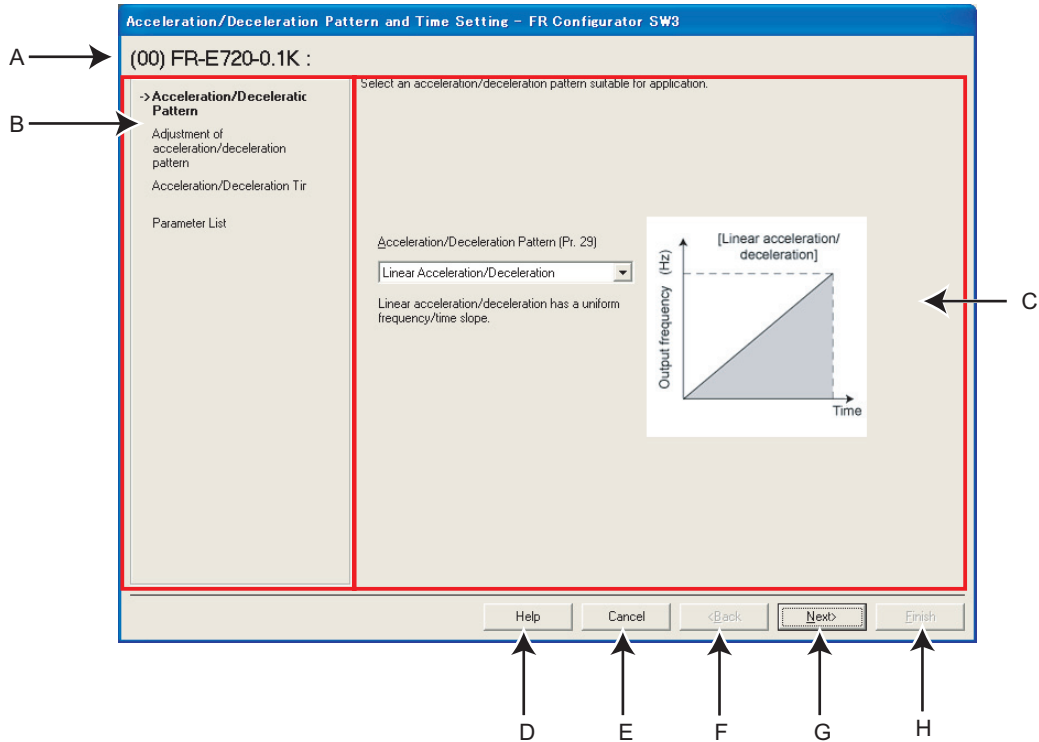 Acceleration/Deceleration Pattern and Time Setting - FR Configurator SW3
A
(00) FR-E720-0.1K :
B
->Acceleration/Deceleratic
Pattern
Adjustment of
acceleration/deceleration
pattern
Acceleration/Deceleration Tir
Parameter List
Select an acceleration/deceleration pattern suitable for application.
Acceleration/Deceleration Pattern (Pr. 29)
Linear Acceleration/Deceleration
Linear acceleration/deceleration has a uniform
frequency/time slope.
[Linear acceleration/
deceleration]
Output frequency (Hz)
Time
C
Help
Cancel
<Back
Next>
Finish
D
E
F
G
H